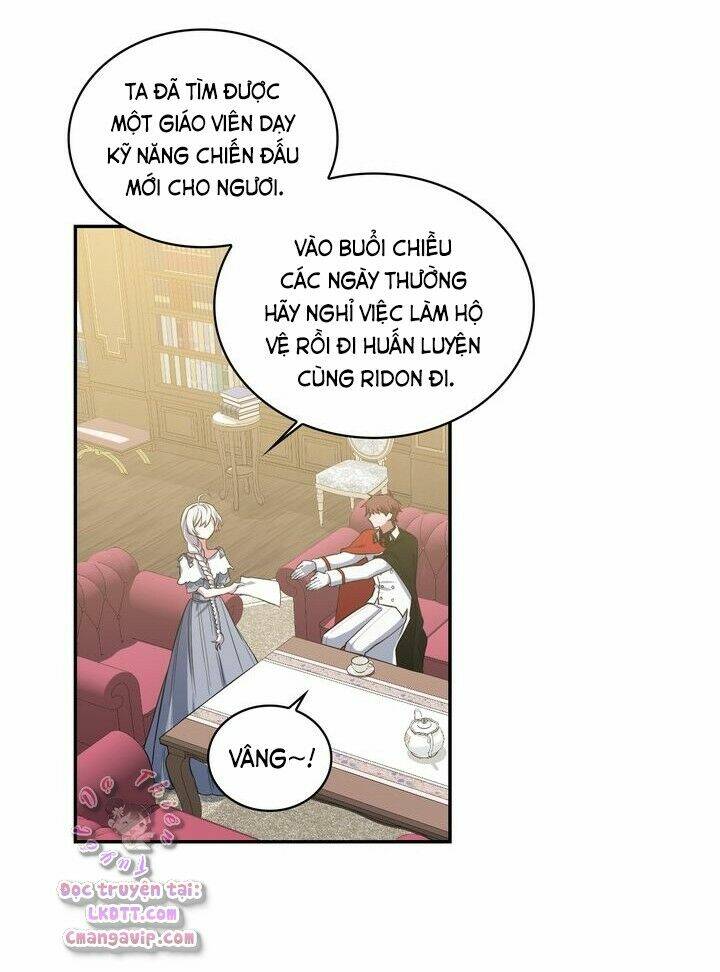 TA ĐÃ TÌM ĐƯỢC
MỘT GIÁO VIÊN DẠY
KỸ NĂNG CHIẾN ĐẤU
MỚI CHO NGƯƠI.
VÀO BUỔI CHIỀU
CÁC NGÀY THƯỜNG
HÃY NGHỈ VIỆC LÀM HỘ
VỆ RỒI ĐI HUẤN LUYỆN
CÙNG RIDON ĐI.
VÂNG~!
Đọc truyện tại:
LKDTT.com
Cmangavip.com